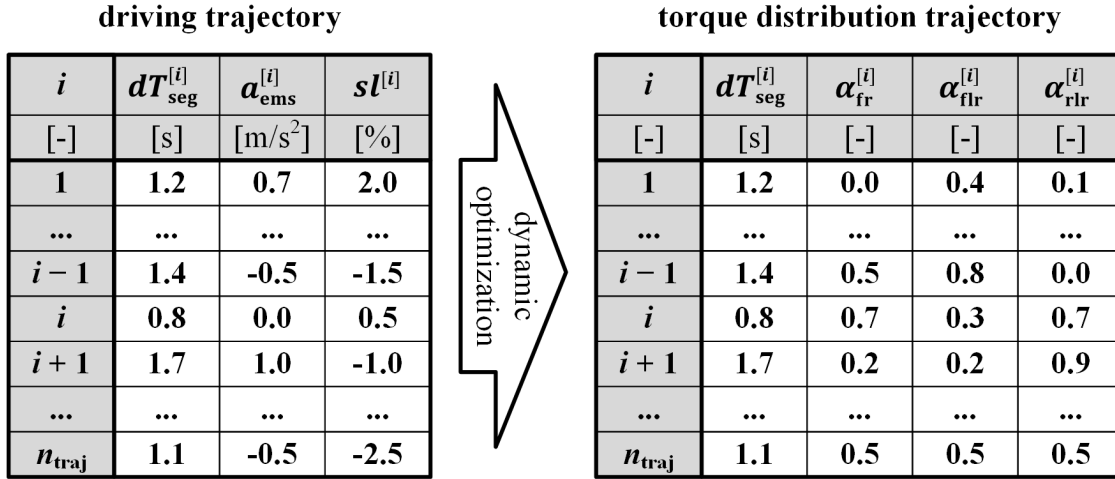 driving trajectory
i dT_seg^[i] a_ems^[i] sl^[i]
[-] [s] [m/s²] [%]
1 1.2 0.7 2.0
... ... ... ...
i − 1 1.4 -0.5 -1.5
i 0.8 0.0 0.5
i + 1 1.7 1.0 -1.0
... ... ... ...
n_traj 1.1 -0.5 -2.5
dynamic
optimization
torque distribution trajectory
i dT_seg^[i] α_fr^[i] α_flr^[i] α_rlr^[i]
[-] [s] [-] [-] [-]
1 1.2 0.0 0.4 0.1
... ... ... ... ...
i − 1 1.4 0.5 0.8 0.0
i 0.8 0.7 0.3 0.7
i + 1 1.7 0.2 0.2 0.9
... ... ... ... ...
n_traj 1.1 0.5 0.5 0.5